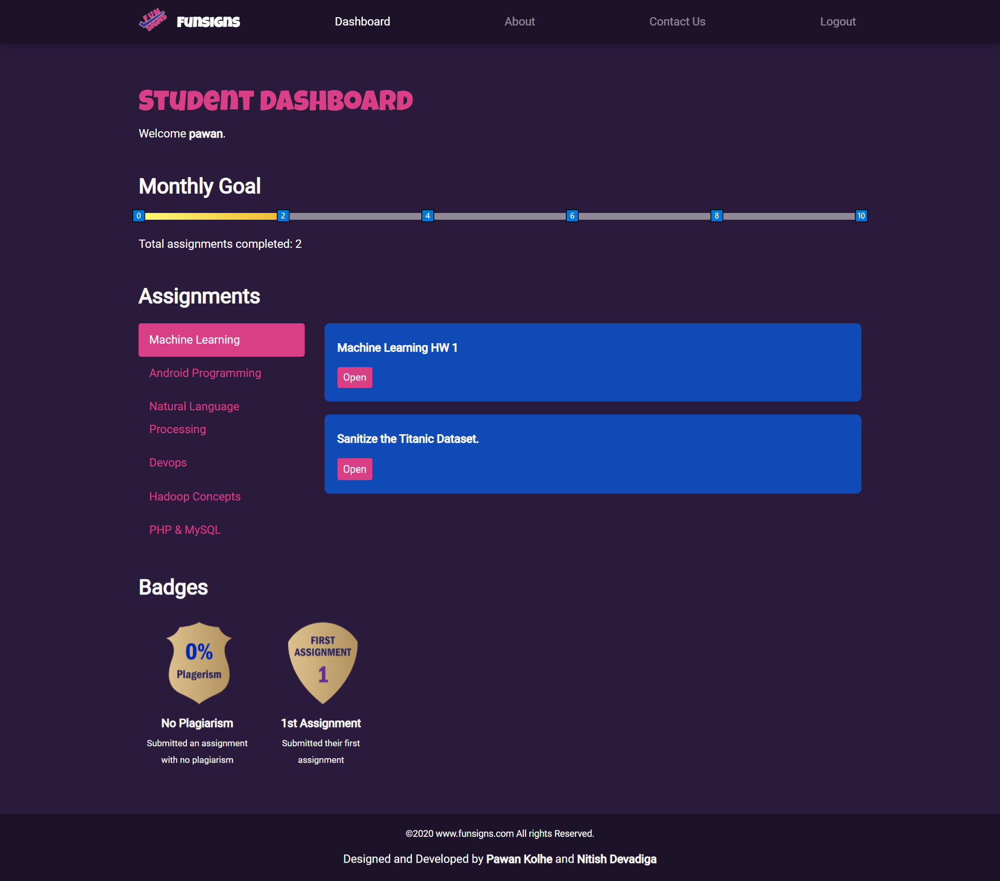 FUN
SIGNS
Funsigns
Dashboard
About
Contact Us
Logout
Student Dashboard
Welcome pawan.
Monthly Goal
0 2 4 6 8 10
Total assignments completed: 2
Assignments
Machine Learning
Android Programming
Natural Language
Processing
Devops
Hadoop Concepts
PHP & MySQL
Machine Learning HW 1
Open
Sanitize the Titanic Dataset.
Open
Badges
0%
Plagerism
No Plagiarism
Submitted an assignment
with no plagiarism
FIRST
ASSIGNMENT
1
1st Assignment
Submitted their first
assignment
©2020 www.funsigns.com All rights Reserved.
Designed and Developed by Pawan Kolhe and Nitish Devadiga